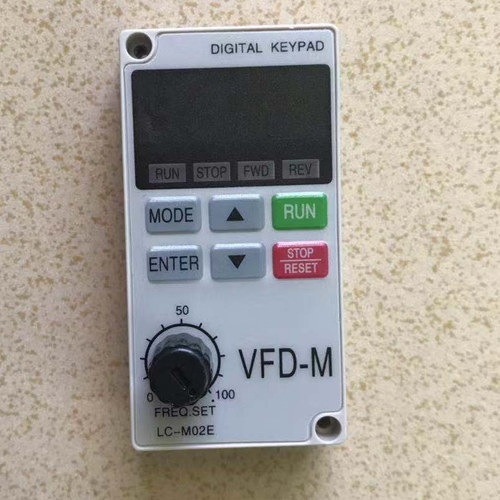 DIGITAL KEYPAD
RUN STOP FWD REV
MODE ▲ RUN
ENTER ▼ STOP
RESET
50
0 100
VFD-M
FREQ.SET
LC-M02E